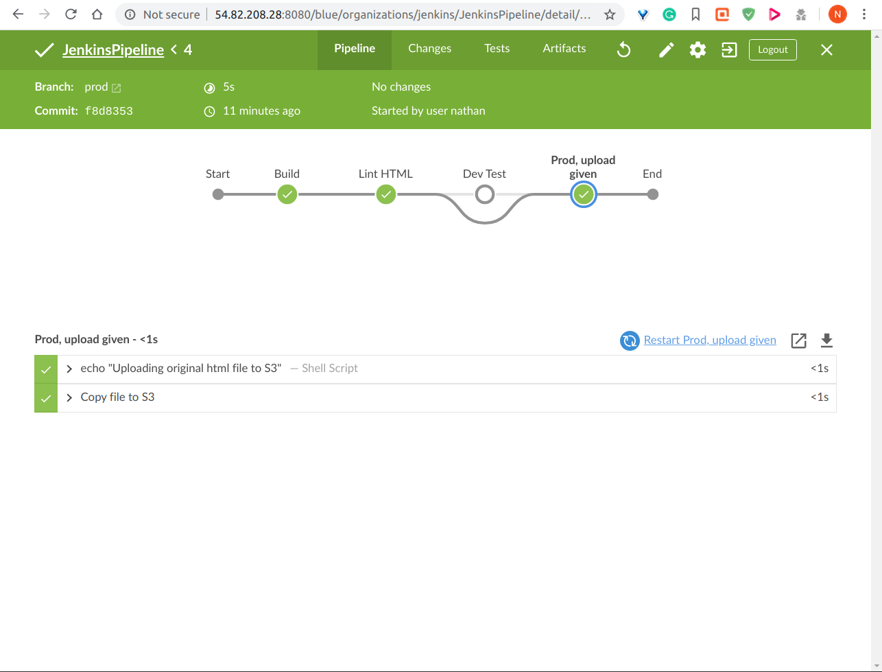 Not secure 54.82.208.28:8080/blue/organizations/jenkins/JenkinsPipeline/detail/...
N
JenkinsPipeline < 4
Pipeline Changes Tests Artifacts Logout
Branch: prod 5s No changes
Commit: f8d8353 11 minutes ago Started by user nathan
Prod, upload
Start Build Lint HTML Dev Test given End
Prod, upload given - <1s Restart Prod, upload given
echo "Uploading original html file to S3" — Shell Script <1s
Copy file to S3 <1s